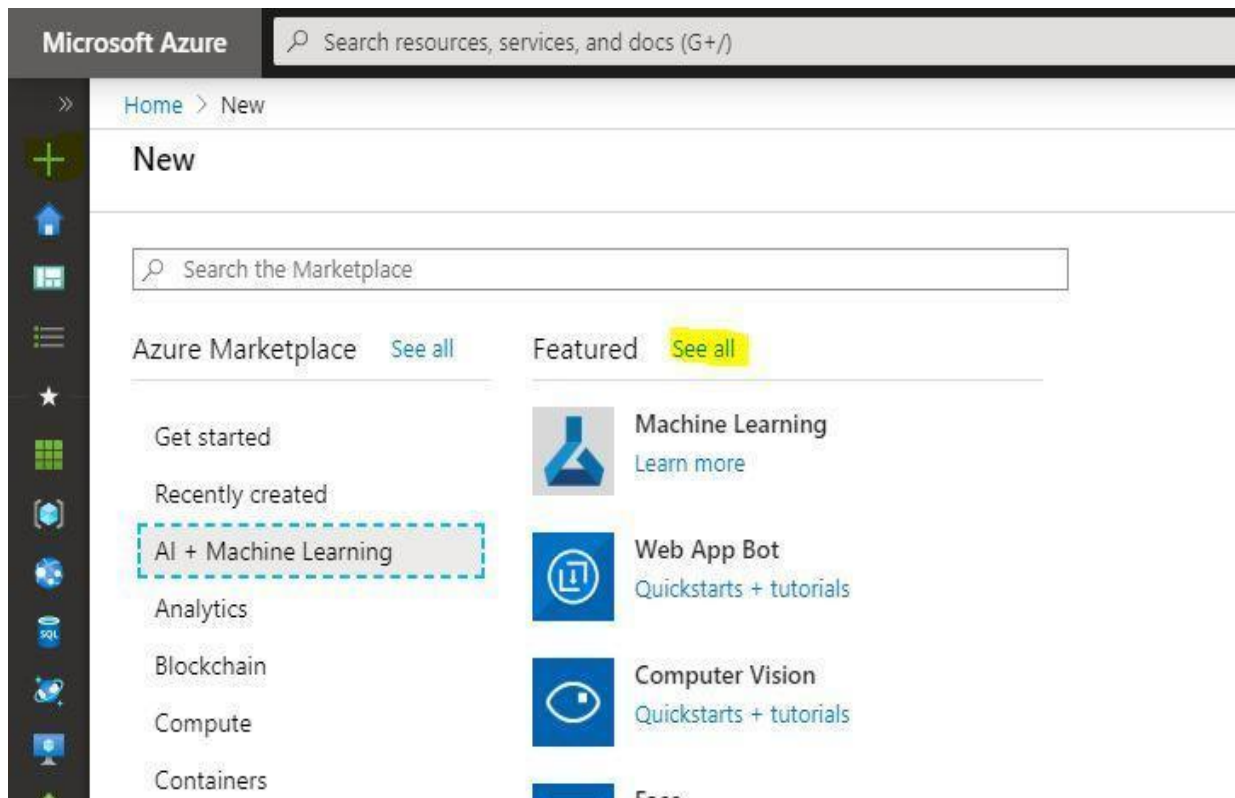 Microsoft Azure
Search resources, services, and docs (G+/)
Home > New
New
Search the Marketplace
Azure Marketplace See all
Featured See all
Get started
Recently created
AI + Machine Learning
Analytics
Blockchain
Compute
Containers
Machine Learning
Learn more
Web App Bot
Quickstarts + tutorials
Computer Vision
Quickstarts + tutorials
SQL